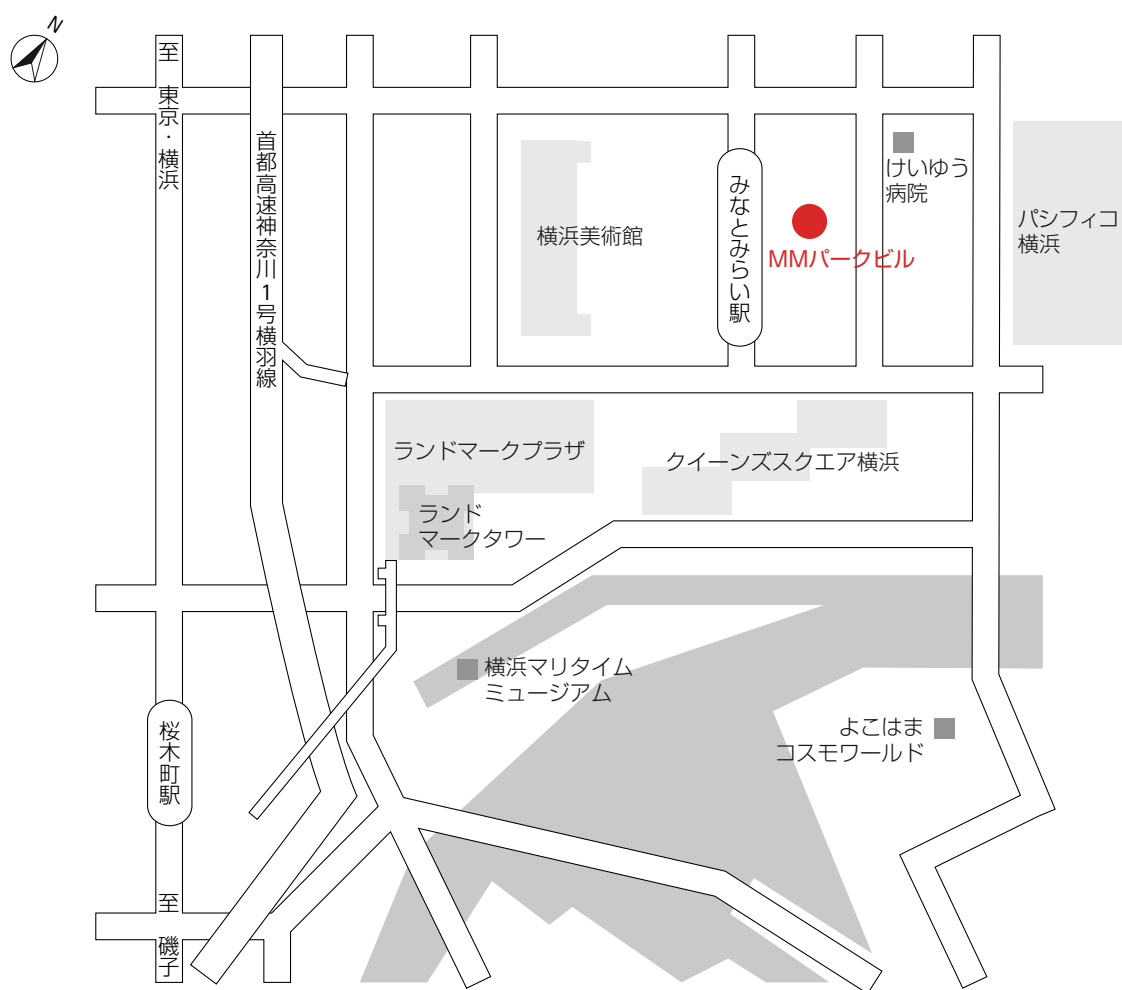 N
至 東京・横浜
首都高速神奈川1号横羽線
横浜美術館
みなとみらい駅
MMパークビル
けいゆう
病院
パシフィコ
横浜
ランドマークプラザ
クイーンズスクエア横浜
ランド
マークタワー
横浜マリタイム
ミュージアム
よこはま
コスモワールド
桜木町駅
至 磯子